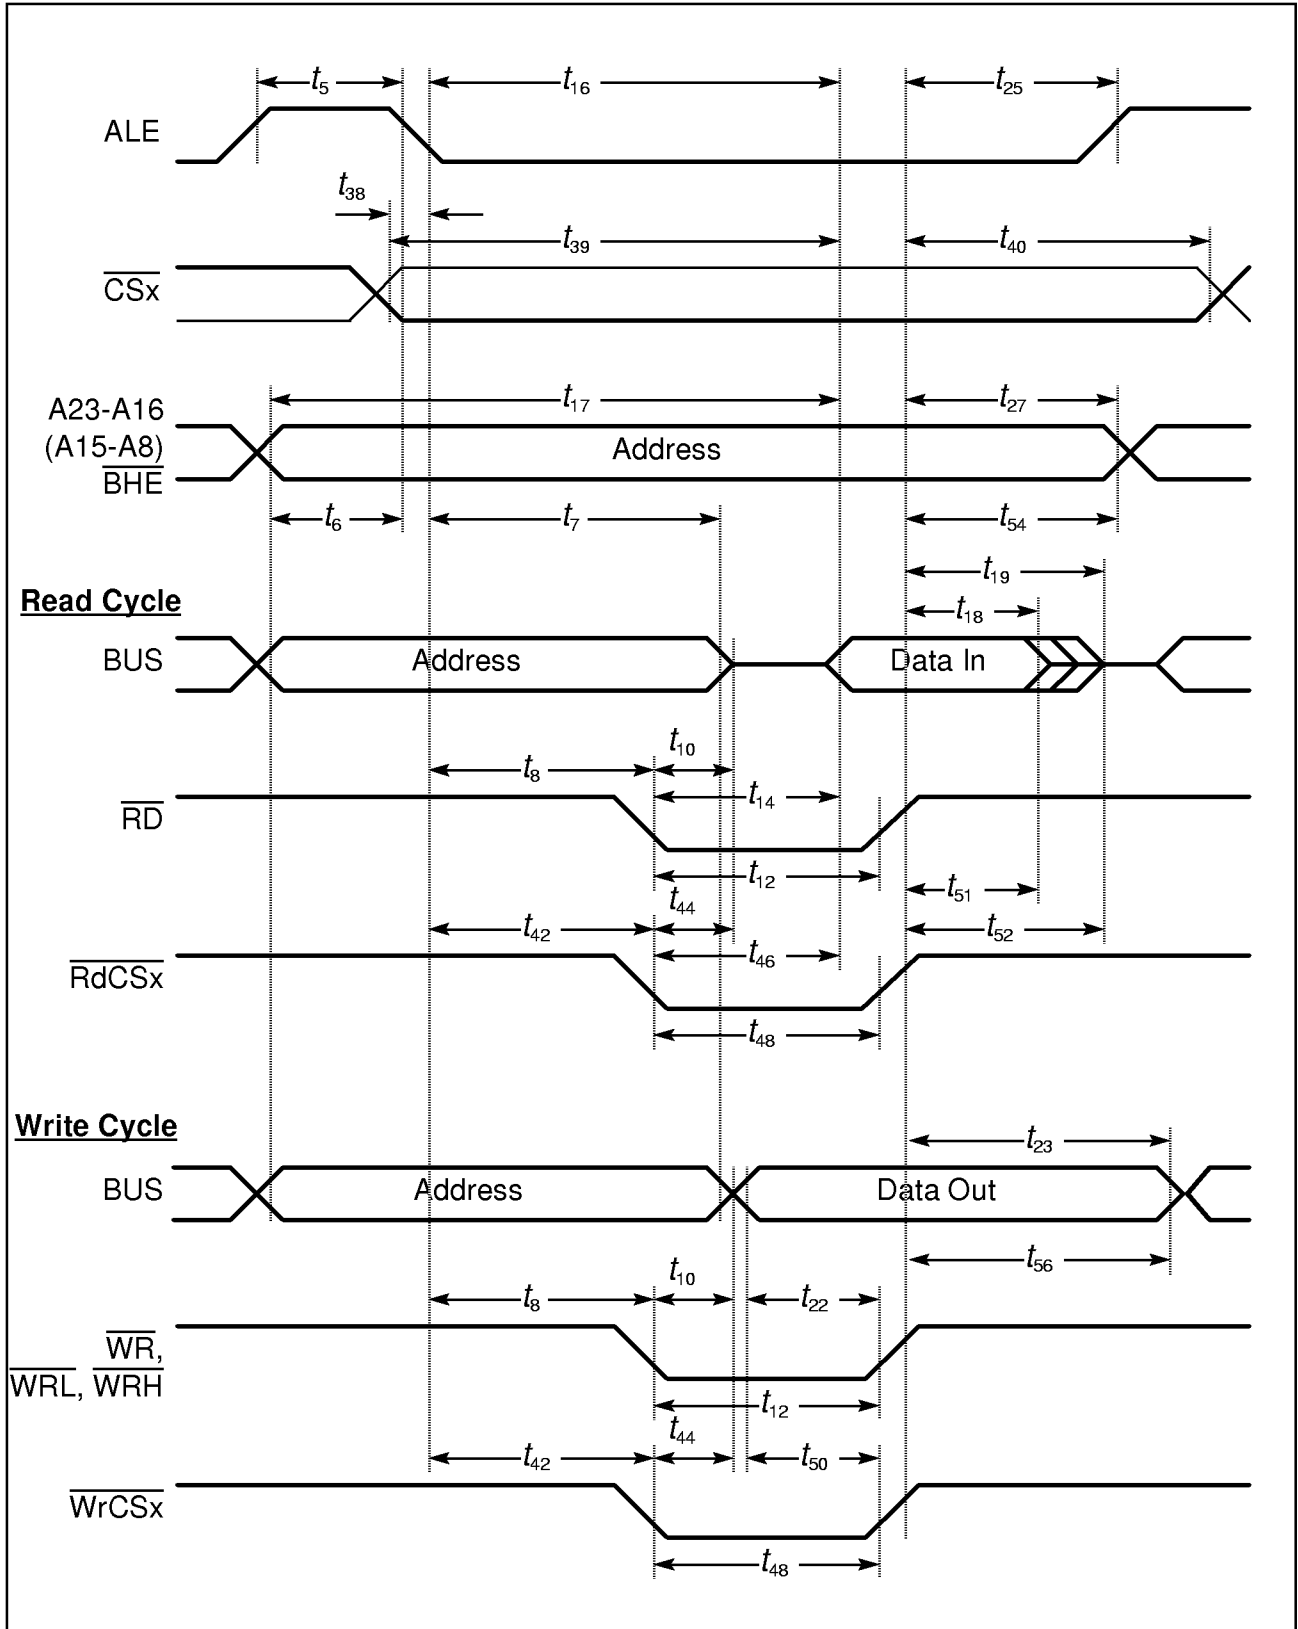 t5 t16 t25
ALE
t38
t39 t40
CSx
t17 t27
A23-A16
(A15-A8)
BHE
Address
t6 t7 t54
t19
Read Cycle
t18
BUS Address Data In
t10
t8
t14
RD
t12
t51
t44
t42 t52
t46
RdCSx
t48
Write Cycle
t23
BUS Address Data Out
t56
t10
t8 t22
WR,
WRL, WRH
t12
t44
t42 t50
WrCSx
t48